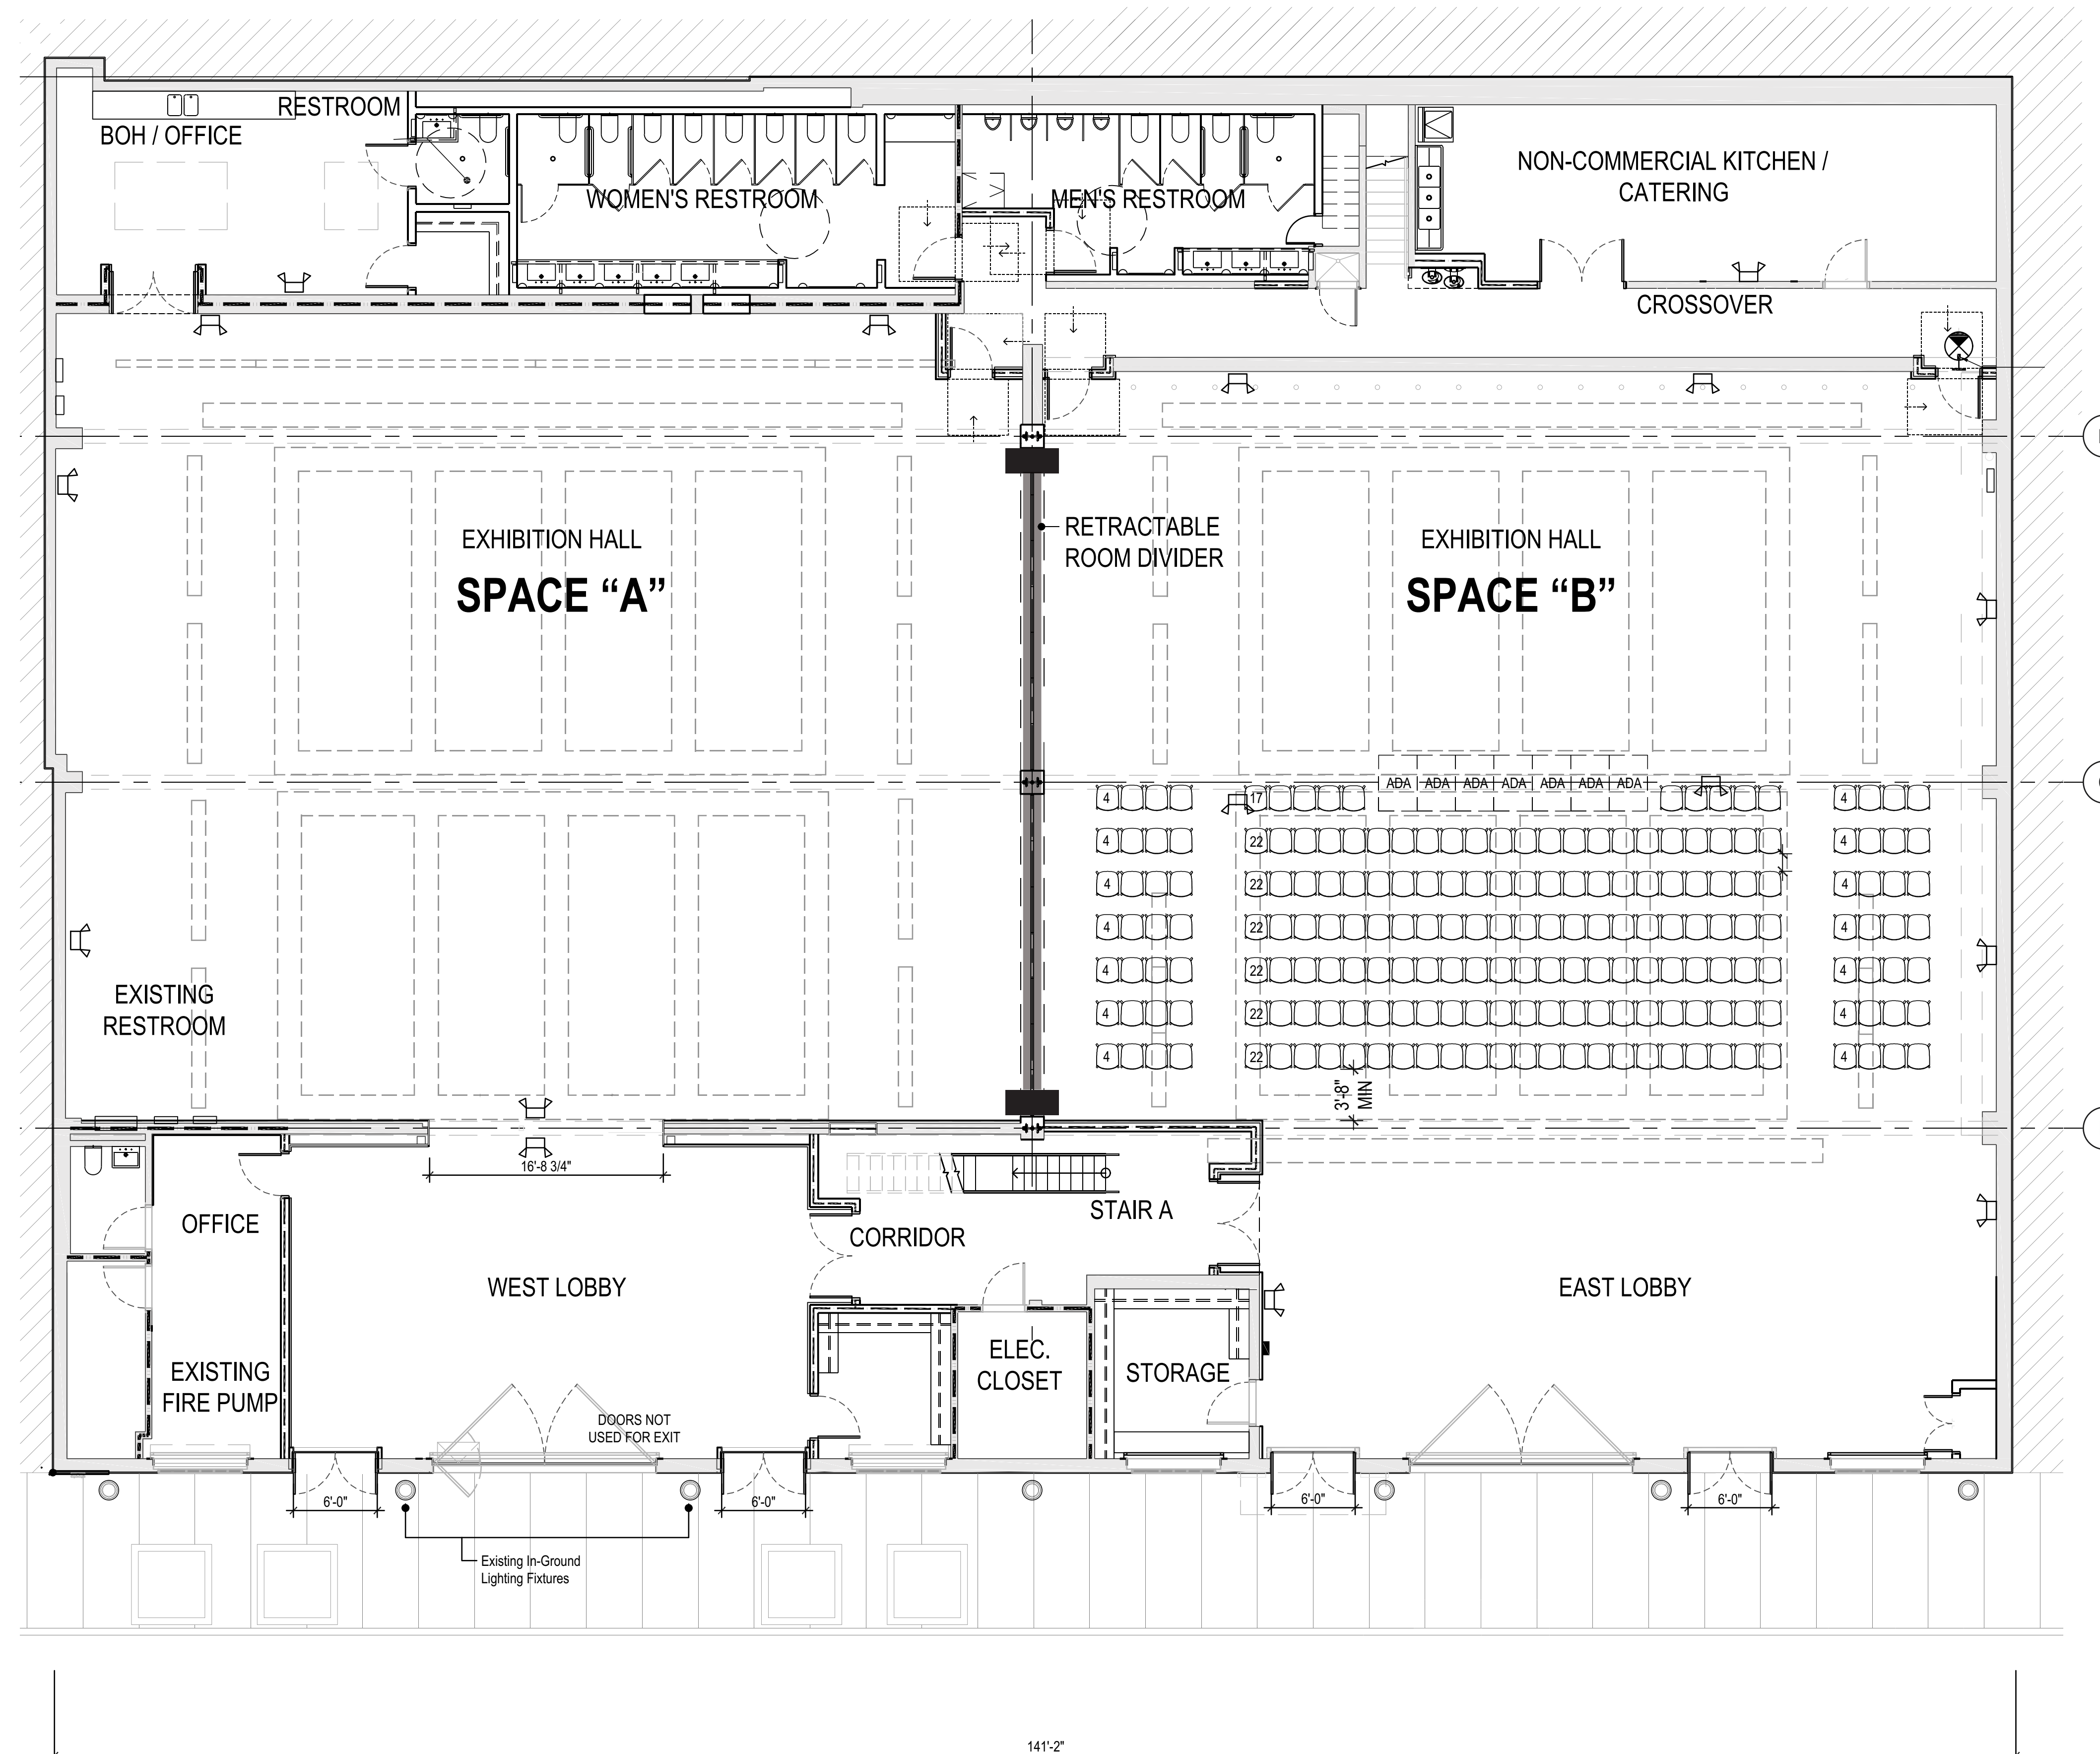 RESTROOM
BOH / OFFICE
WOMEN'S RESTROOM
MEN'S RESTROOM
NON-COMMERCIAL KITCHEN /
CATERING
CROSSOVER
EXHIBITION HALL
SPACE “A”
RETRACTABLE
ROOM DIVIDER
EXHIBITION HALL
SPACE “B”
ADA ADA ADA ADA ADA ADA ADA
4 17 4
4 22 4
4 22 4
4 22 4
4 22 4
4 22 4
4 22 4
3'-8"
MIN
EXISTING
RESTROOM
16'-8 3/4"
OFFICE
STAIR A
CORRIDOR
WEST LOBBY
EAST LOBBY
ELEC.
CLOSET
STORAGE
EXISTING
FIRE PUMP
DOORS NOT
USED FOR EXIT
6'-0" 6'-0" 6'-0" 6'-0"
Existing In-Ground
Lighting Fixtures
141'-2"